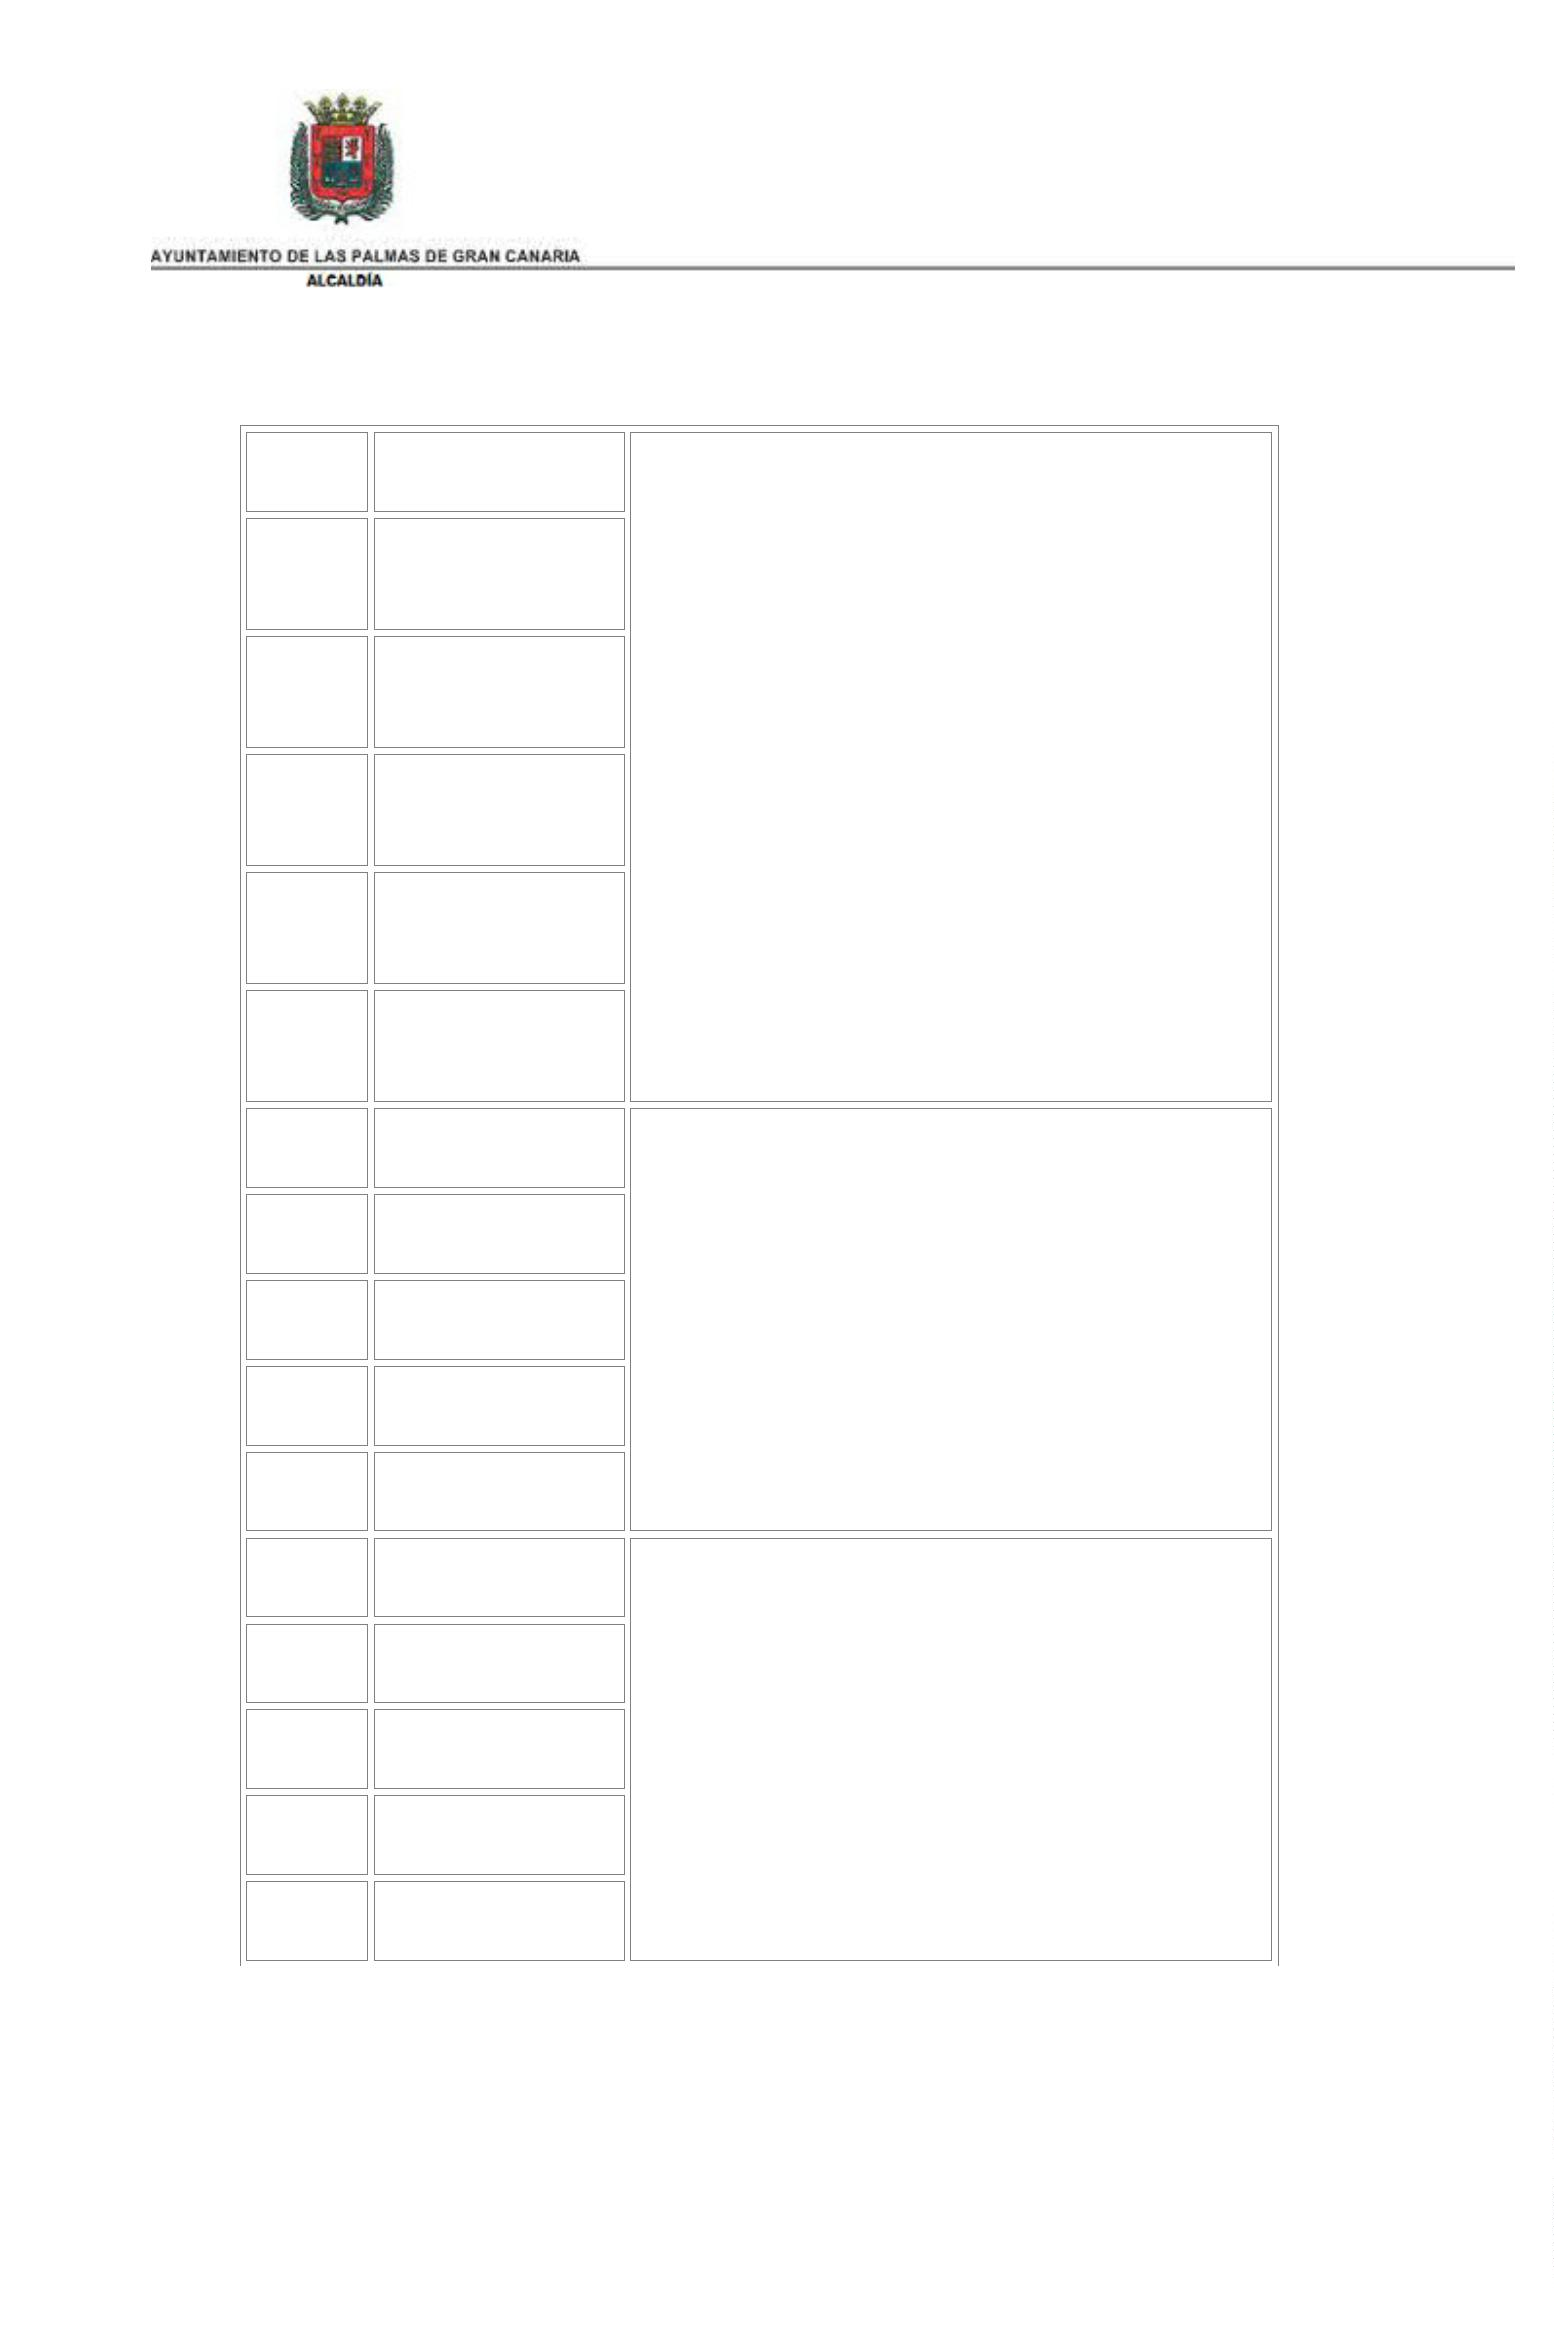 AYUNTAMIENTO DE LAS PALMAS DE GRAN CANARIA
ALCALDÍA